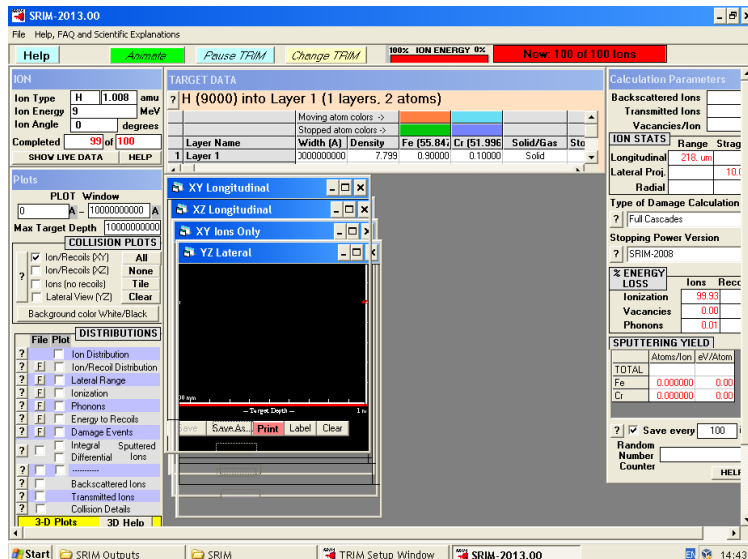 SRIM-2013.00
File Help, FAQ and Scientific Explanations
Help Animate Pause TRIM Change TRIM 100% ION ENERGY 0% Now: 100 of 100 Ions
ION
Ion Type H 1.008 amu
Ion Energy 9 MeV
Ion Angle 0 degrees
Completed 99 of 100
SHOW LIVE DATA HELP
TARGET DATA
? H (9000) into Layer 1 (1 layers, 2 atoms)
Moving atom colors ->
Stopped atom colors ->
Layer Name Width (A) Density Fe (55.847 Cr (51.996 Solid/Gas Sto
1 Layer 1 0000000000 7.799 0.90000 0.10000 Solid
Plots
PLOT Window
0 A - 10000000000 A
Max Target Depth 10000000000
COLLISION PLOTS
? Ion/Recoils (XY) All
Ion/Recoils (XZ) None
Ions (no recoils) Tile
Lateral View (YZ) Clear
Background color White/Black
File Plot DISTRIBUTIONS
? Ion Distribution
? F Ion/Recoil Distribution
? F Lateral Range
? F Ionization
? F Phonons
? F Energy to Recoils
? F Damage Events
? Integral Sputtered
Differential Ions
? -----------
? Backscattered Ions
? Transmitted Ions
? Collision Details
3-D Plots 3D Help
XY Longitudinal
XZ Longitudinal
XY Ions Only
YZ Lateral
-- Target Depth --
Save As.. Print Label Clear
Calculation Parameters
Backscattered Ions
Transmitted Ions
Vacancies/Ion
ION STATS Range Strag
Longitudinal 218. um
Lateral Proj. 10.0
Radial
Type of Damage Calculation
? Full Cascades
Stopping Power Version
? SRIM-2008
% ENERGY LOSS Ions Reco
Ionization 99.93
Vacancies 0.00
Phonons 0.01
SPUTTERING YIELD
Atoms/Ion eV/Atom
TOTAL
Fe 0.000000 0.00
Cr 0.000000 0.00
? Save every 100
Random
Number
Counter
HELP
Start SRIM Outputs SRIM TRIM Setup Window SRIM-2013.00 EN 14:43